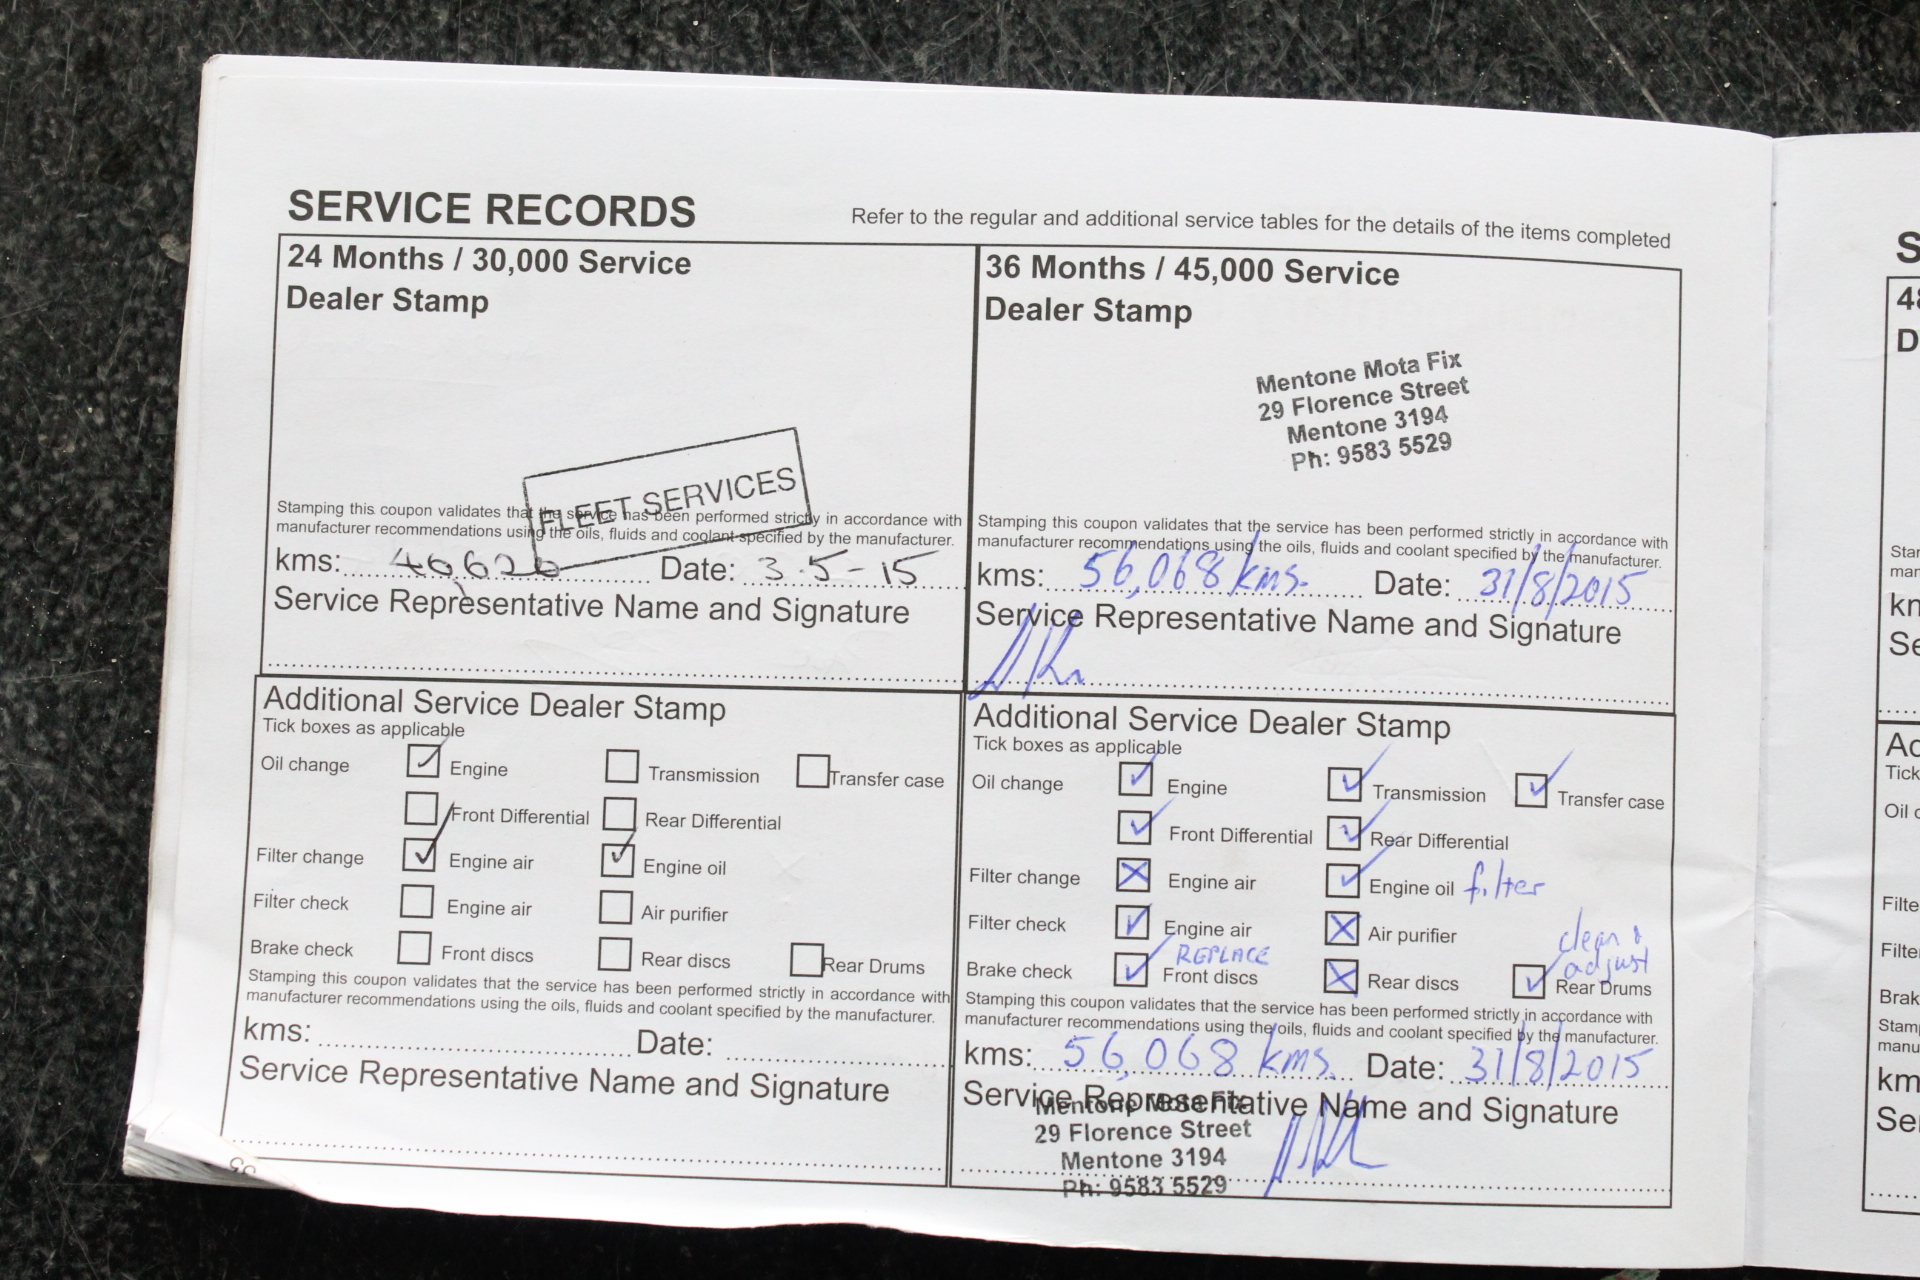 SERVICE RECORDS
Refer to the regular and additional service tables for the details of the items completed
24 Months / 30,000 Service
Dealer Stamp
FLEET SERVICES
Stamping this coupon validates that the service has been performed strictly in accordance with
manufacturer recommendations using the oils, fluids and coolant specified by the manufacturer.
kms: 46,626 Date: 3-5-15
Service Representative Name and Signature
Additional Service Dealer Stamp
Tick boxes as applicable
Oil change Engine Transmission Transfer case
Front Differential Rear Differential
Filter change Engine air Engine oil
Filter check Engine air Air purifier
Brake check Front discs Rear discs Rear Drums
Stamping this coupon validates that the service has been performed strictly in accordance with
manufacturer recommendations using the oils, fluids and coolant specified by the manufacturer.
kms: Date:
Service Representative Name and Signature
36 Months / 45,000 Service
Dealer Stamp
Mentone Mota Fix
29 Florence Street
Mentone 3194
Ph: 9583 5529
Stamping this coupon validates that the service has been performed strictly in accordance with
manufacturer recommendations using the oils, fluids and coolant specified by the manufacturer.
kms: 56,068 kms. Date: 31/8/2015
Service Representative Name and Signature
Additional Service Dealer Stamp
Tick boxes as applicable
Oil change Engine Transmission Transfer case
Front Differential Rear Differential
Filter change Engine air Engine oil filter
Filter check Engine air Air purifier
REPLACE clean & adjust
Brake check Front discs Rear discs Rear Drums
Stamping this coupon validates that the service has been performed strictly in accordance with
manufacturer recommendations using the oils, fluids and coolant specified by the manufacturer.
kms: 56,068 kms. Date: 31/8/2015
Service Representative Name and Signature
Mentone Mota Fix
29 Florence Street
Mentone 3194
Ph: 9583 5529